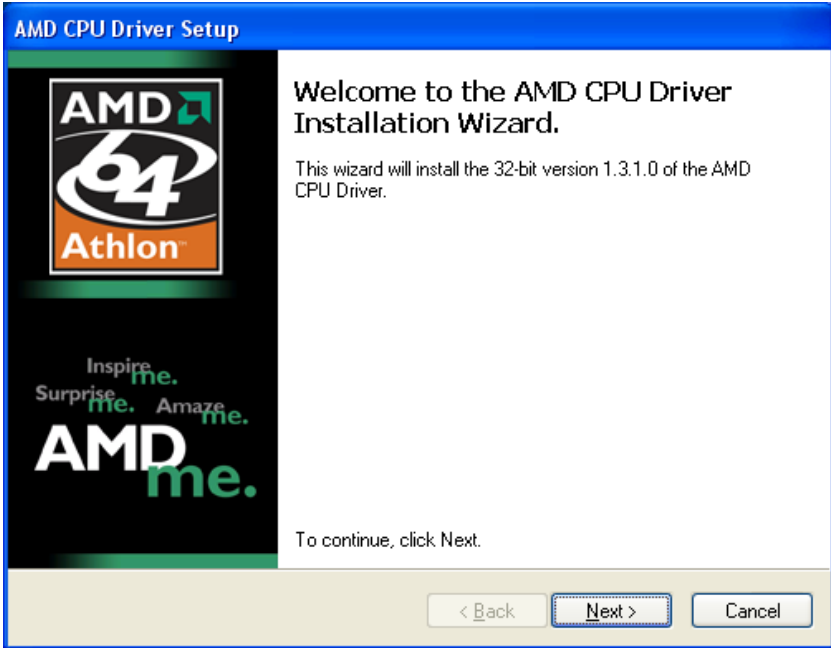 AMD CPU Driver Setup
AMD
64
Athlon™
Inspire me.
Surprise me. Amaze me.
AMD me.
Welcome to the AMD CPU Driver
Installation Wizard.
This wizard will install the 32-bit version 1.3.1.0 of the AMD
CPU Driver.
To continue, click Next.
< Back
Next >
Cancel